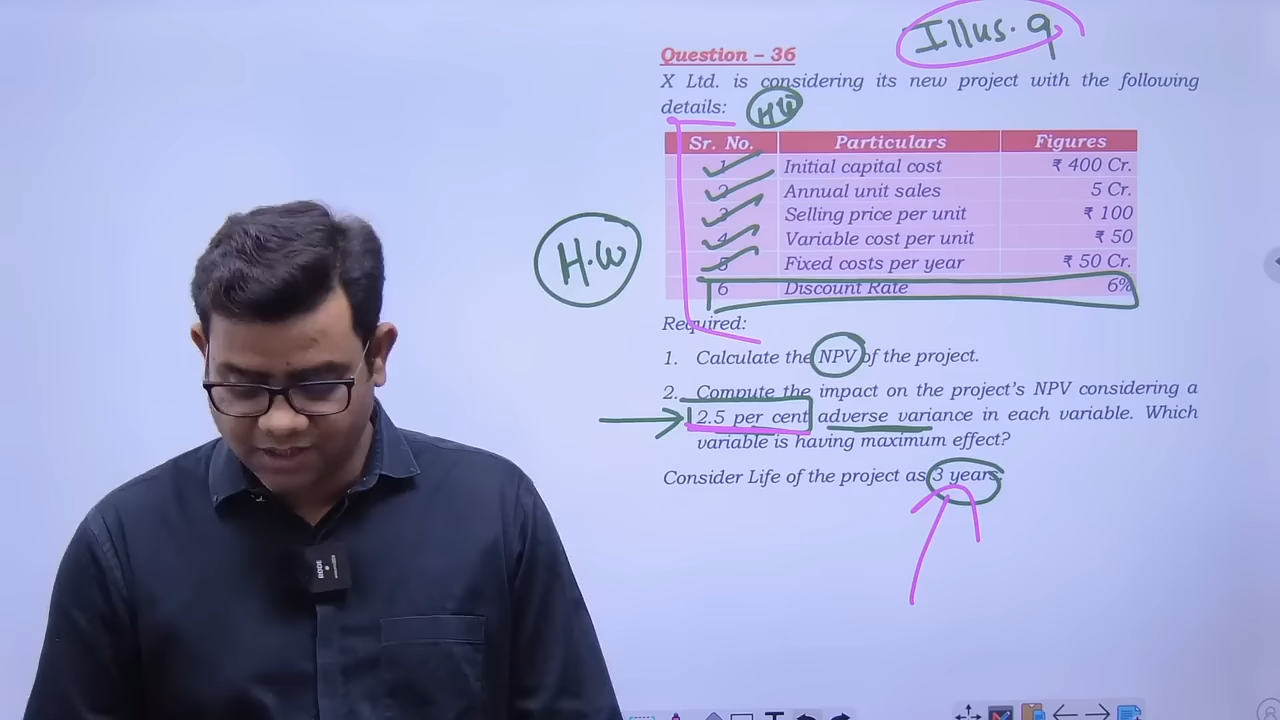 Illus. 9
Question – 36
X Ltd. is considering its new project with the following
details: HW
Sr. No. Particulars Figures
1 Initial capital cost ₹ 400 Cr.
2 Annual unit sales 5 Cr.
3 Selling price per unit ₹ 100
4 Variable cost per unit ₹ 50
5 Fixed costs per year ₹ 50 Cr.
6 Discount Rate 6%
H.W
Required:
1. Calculate the NPV of the project.
2. Compute the impact on the project's NPV considering a
2.5 per cent adverse variance in each variable. Which
variable is having maximum effect?
Consider Life of the project as 3 years.
RODE